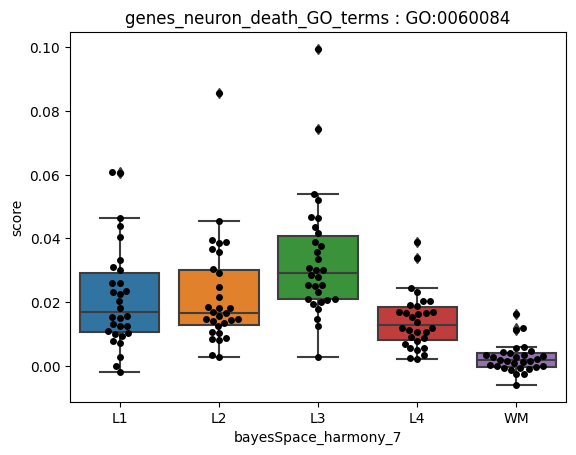 genes_neuron_death_GO_terms : GO:0060084
0.10
0.08
0.06
0.04
0.02
0.00
score
L1 L2 L3 L4 WM
bayesSpace_harmony_7